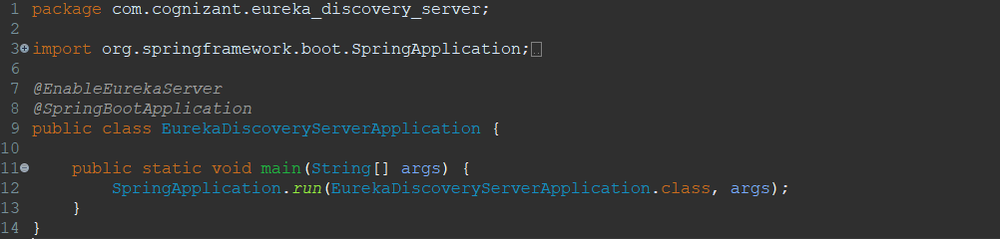 1 package com.cognizant.eureka_discovery_server;
2
3 import org.springframework.boot.SpringApplication;
6
7 @EnableEurekaServer
8 @SpringBootApplication
9 public class EurekaDiscoveryServerApplication {
10
11     public static void main(String[] args) {
12         SpringApplication.run(EurekaDiscoveryServerApplication.class, args);
13     }
14 }